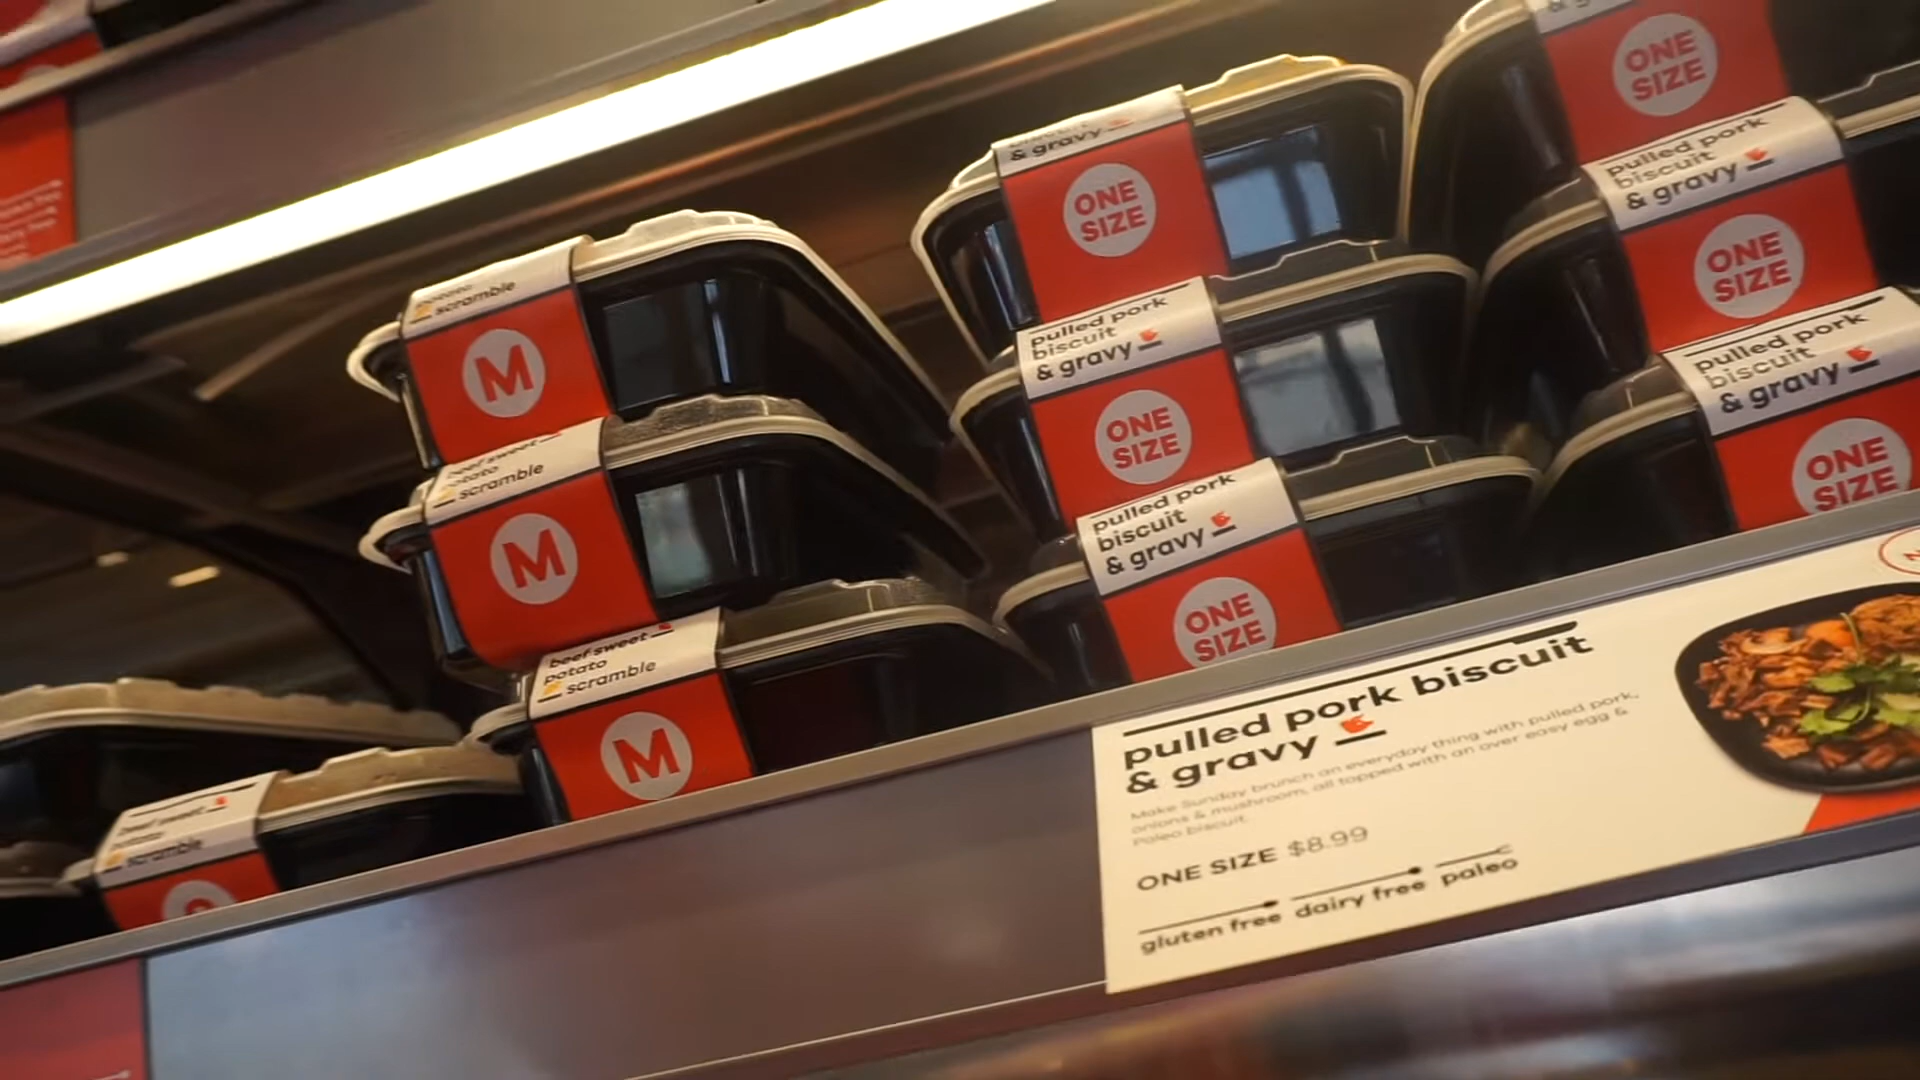 scramble
M
beef sweet
potato
scramble
M
beef sweet
potato
scramble
M
beef sweet
potato
scramble
& gravy
ONE
SIZE
pulled pork
biscuit
& gravy
ONE
SIZE
pulled pork
biscuit
& gravy
ONE
SIZE
& g
ONE
SIZE
pulled pork
biscuit
& gravy
ONE
SIZE
pulled pork
biscuit
& gravy
ONE
SIZE
pulled pork biscuit
& gravy
Make Sunday brunch an everyday thing with pulled pork,
onions & mushroom, all topped with an over easy egg &
Paleo biscuit.
ONE SIZE $8.99
gluten free dairy free paleo